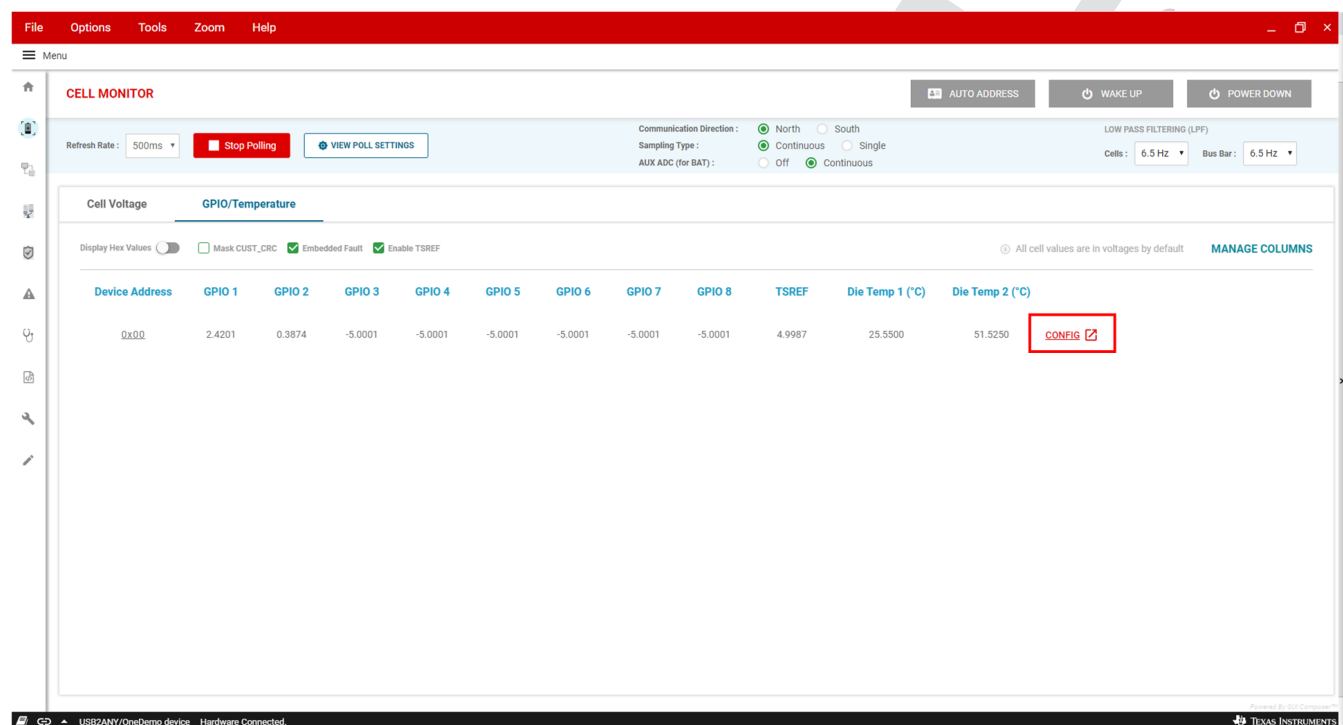 File Options Tools Zoom Help
Menu
CELL MONITOR
AUTO ADDRESS WAKE UP POWER DOWN
Refresh Rate : 500ms Stop Polling VIEW POLL SETTINGS
Communication Direction : North South
Sampling Type : Continuous Single
AUX ADC (for BAT) : Off Continuous
LOW PASS FILTERING (LPF)
Cells : 6.5 Hz Bus Bar : 6.5 Hz
Cell Voltage GPIO/Temperature
Display Hex Values Mask CUST_CRC Embedded Fault Enable TSREF All cell values are in voltages by default MANAGE COLUMNS
Device Address GPIO 1 GPIO 2 GPIO 3 GPIO 4 GPIO 5 GPIO 6 GPIO 7 GPIO 8 TSREF Die Temp 1 (°C) Die Temp 2 (°C)
0x00 2.4201 0.3874 -5.0001 -5.0001 -5.0001 -5.0001 -5.0001 -5.0001 4.9987 25.5500 51.5250 CONFIG
Powered By GUI Composer
USB2ANY/OneDemo device Hardware Connected. TEXAS INSTRUMENTS